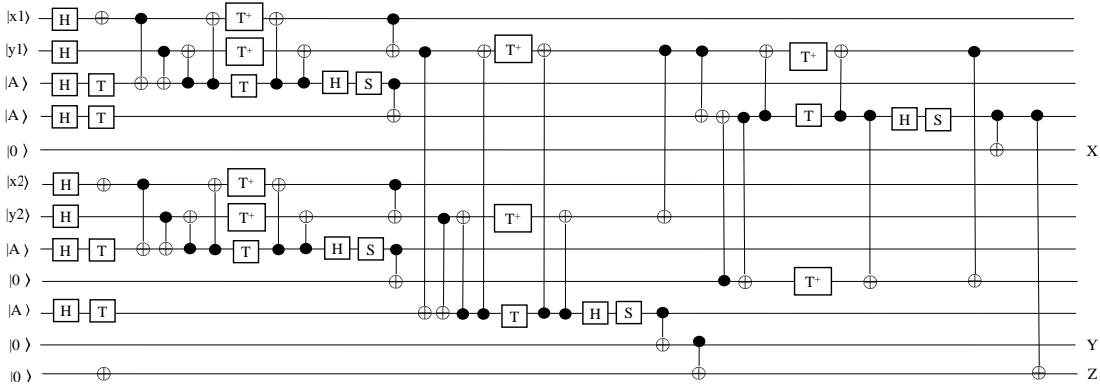 |x1⟩ H T⁺
|y1⟩ H T⁺ T⁺ T⁺
|A ⟩ H T T H S
|A ⟩ H T T H S
|0 ⟩ X
|x2⟩ H T⁺
|y2⟩ H T⁺ T⁺
|A ⟩ H T T H S
|0 ⟩ T⁺
|A ⟩ H T T H S
|0 ⟩ Y
|0 ⟩ Z